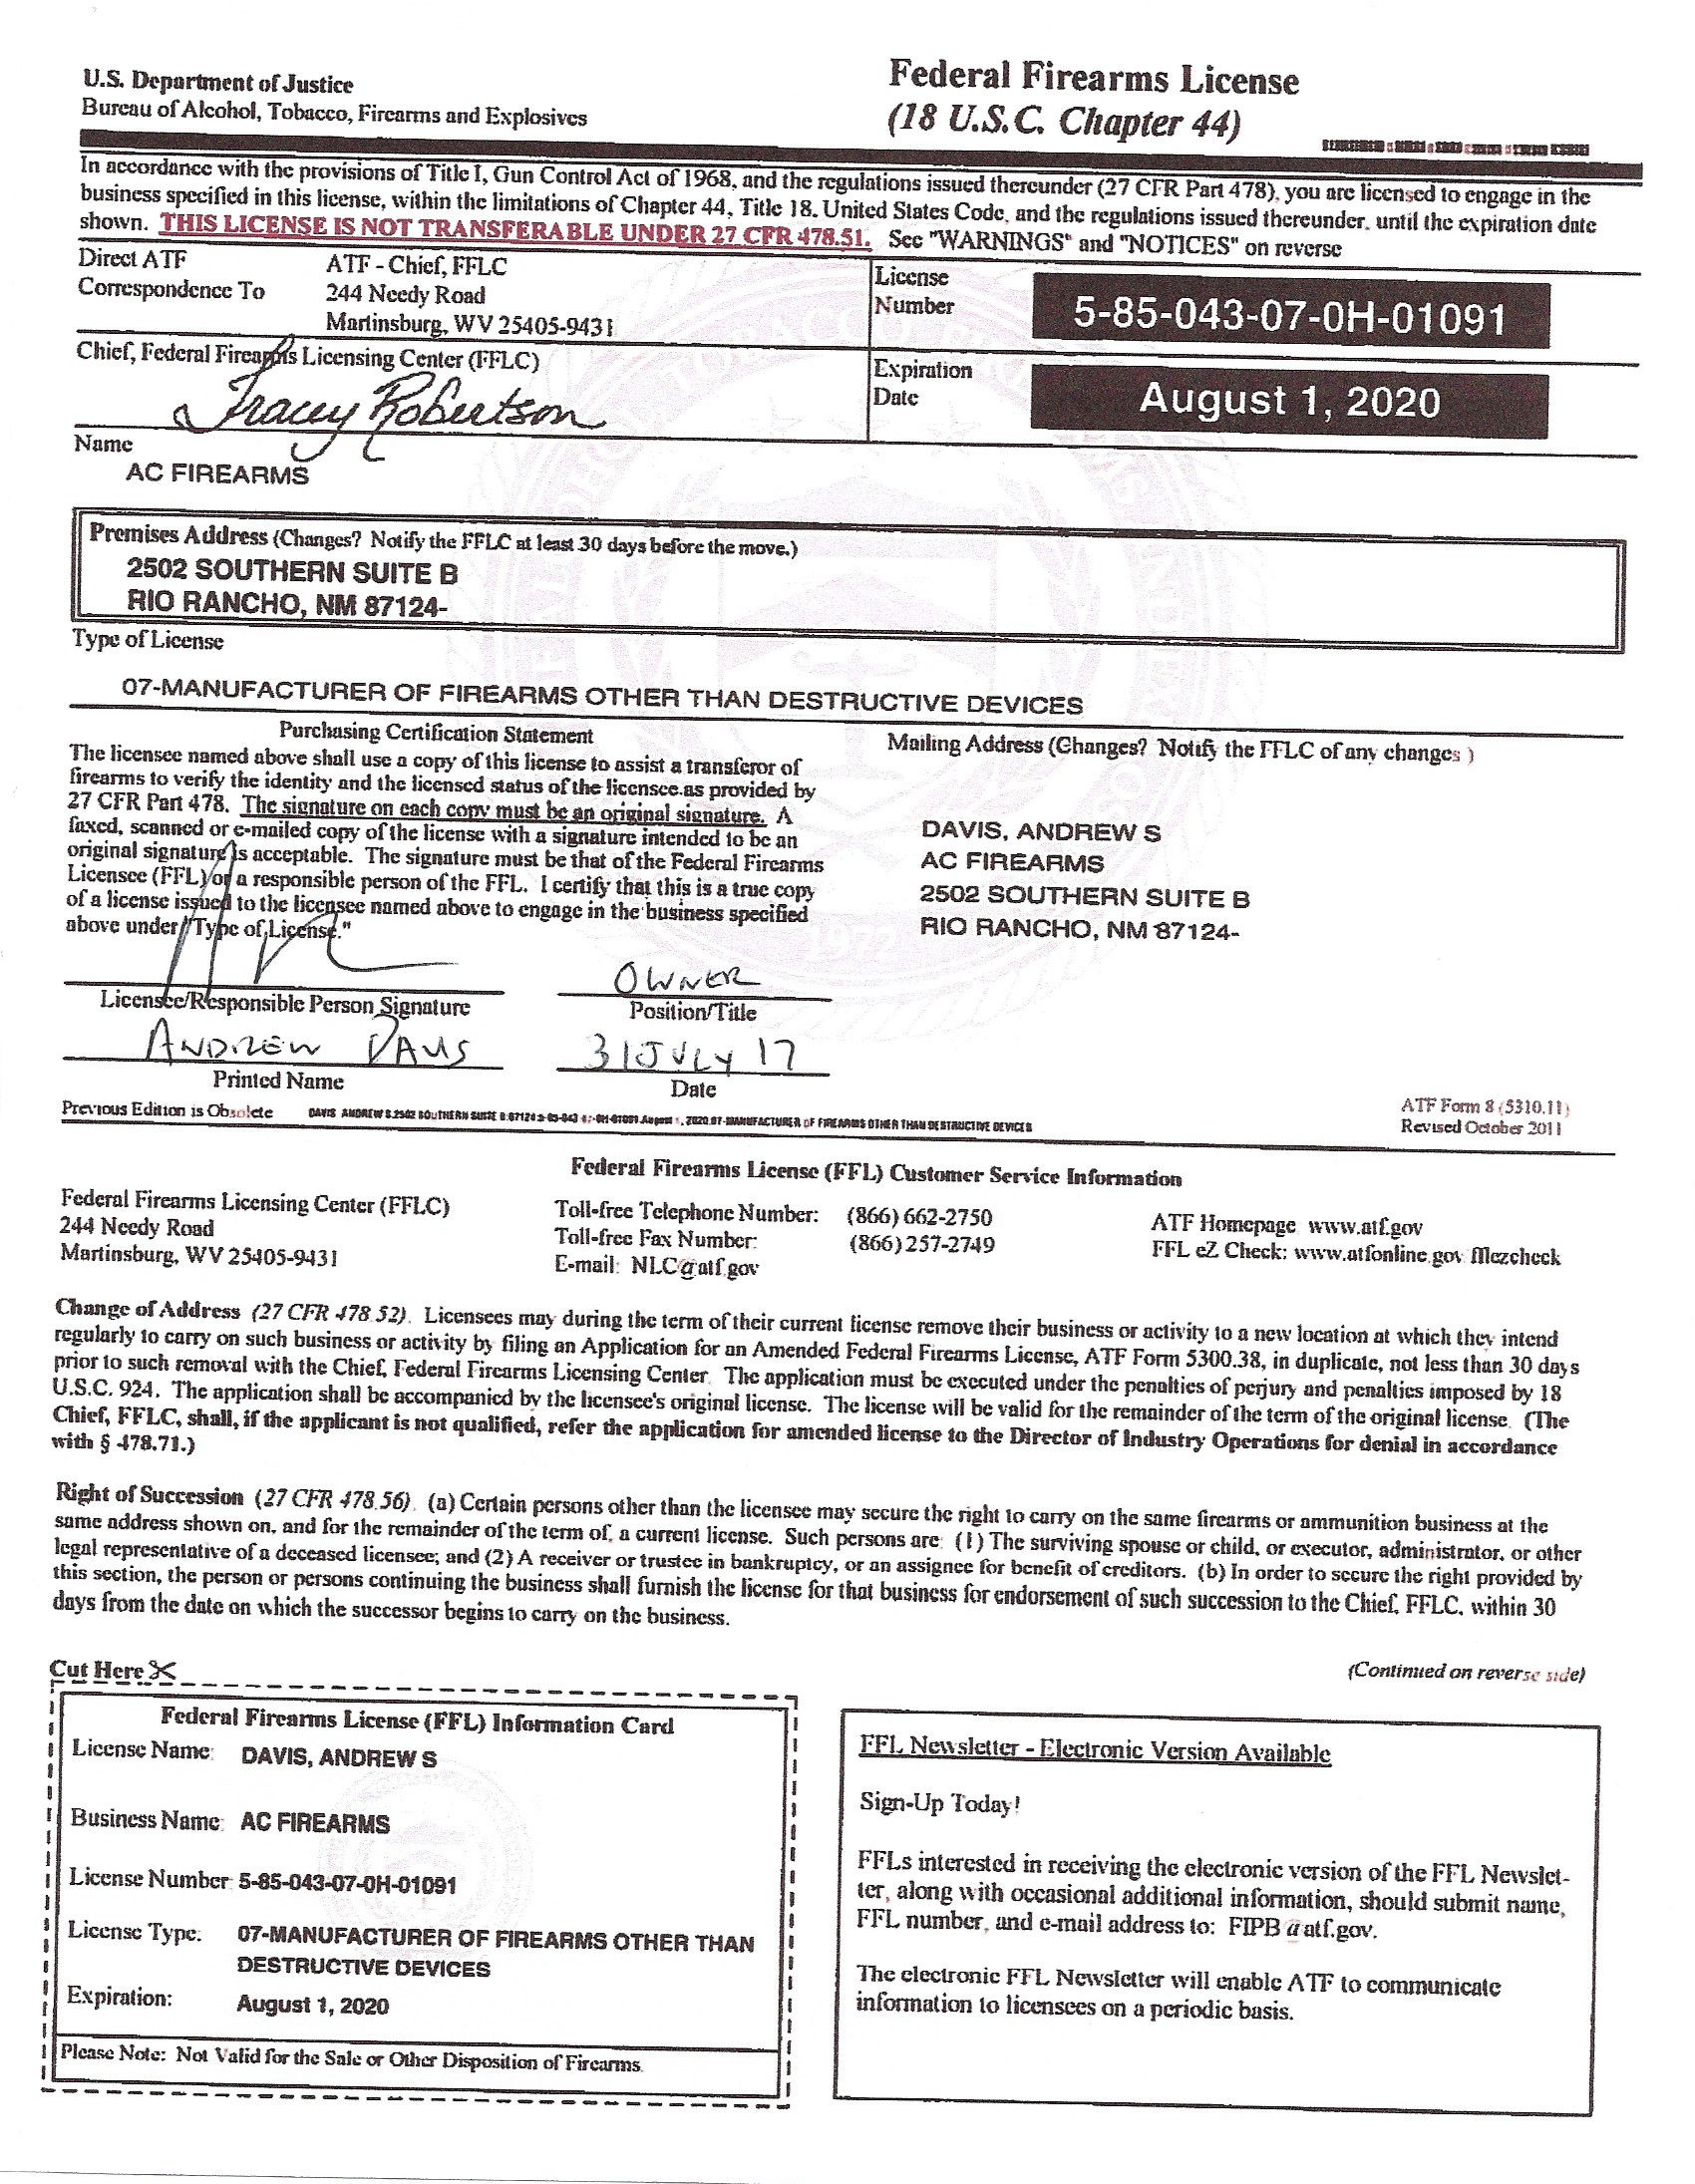 U.S. Department of Justice
Bureau of Alcohol, Tobacco, Firearms and Explosives
Federal Firearms License
(18 U.S.C. Chapter 44)
In accordance with the provisions of Title I, Gun Control Act of 1968, and the regulations issued thereunder (27 CFR Part 478), you are licensed to engage in the
business specified in this license, within the limitations of Chapter 44, Title 18, United States Code, and the regulations issued thereunder, until the expiration date
shown. THIS LICENSE IS NOT TRANSFERABLE UNDER 27 CFR 478.51. See "WARNINGS" and "NOTICES" on reverse
Direct ATF
Correspondence To
ATF - Chief, FFLC
244 Needy Road
Martinsburg, WV 25405-9431
License
Number
5-85-043-07-0H-01091
Chief, Federal Firearms Licensing Center (FFLC)
Tracey Robertson
Expiration
Date
August 1, 2020
Name
AC FIREARMS
Premises Address (Changes? Notify the FFLC at least 30 days before the move.)
2502 SOUTHERN SUITE B
RIO RANCHO, NM 87124-
Type of License
07-MANUFACTURER OF FIREARMS OTHER THAN DESTRUCTIVE DEVICES
Purchasing Certification Statement
The licensee named above shall use a copy of this license to assist a transferor of
firearms to verify the identity and the licensed status of the licensee as provided by
27 CFR Part 478. The signature on each copy must be an original signature. A
faxed, scanned or e-mailed copy of the license with a signature intended to be an
original signature is acceptable. The signature must be that of the Federal Firearms
Licensee (FFL) or a responsible person of the FFL. I certify that this is a true copy
of a license issued to the licensee named above to engage in the business specified
above under "Type of License."
Mailing Address (Changes? Notify the FFLC of any changes )
DAVIS, ANDREW S
AC FIREARMS
2502 SOUTHERN SUITE B
RIO RANCHO, NM 87124-
OWNER
Licensee/Responsible Person Signature
Position/Title
ANDREW DAVIS
31 JULY 17
Printed Name
Date
Previous Edition is Obsolete
DAVIS ANDREW S:2502 SOUTHERN SUITE B:87124:5-85-043-07-0H-01091:August 1, 2020:07-MANUFACTURER OF FIREARMS OTHER THAN DESTRUCTIVE DEVICES
ATF Form 8 (5310.11)
Revised October 2011
Federal Firearms License (FFL) Customer Service Information
Federal Firearms Licensing Center (FFLC)
244 Needy Road
Martinsburg, WV 25405-9431
Toll-free Telephone Number: (866) 662-2750
Toll-free Fax Number: (866) 257-2749
E-mail: NLC@atf.gov
ATF Homepage www.atf.gov
FFL eZ Check: www.atfonline.gov
Change of Address (27 CFR 478.52). Licensees may during the term of their current license remove their business or activity to a new location at which they intend
regularly to carry on such business or activity by filing an Application for an Amended Federal Firearms License, ATF Form 5300.38, in duplicate, not less than 30 days
prior to such removal with the Chief, Federal Firearms Licensing Center. The application must be executed under the penalties of perjury and penalties imposed by 18
U.S.C. 924. The application shall be accompanied by the licensee's original license. The license will be valid for the remainder of the term of the original license. (The
Chief, FFLC, shall, if the applicant is not qualified, refer the application for amended license to the Director of Industry Operations for denial in accordance
with § 478.71.)
Right of Succession (27 CFR 478.56). (a) Certain persons other than the licensee may secure the right to carry on the same firearms or ammunition business at the
same address shown on, and for the remainder of the term of, a current license. Such persons are: (1) The surviving spouse or child, or executor, administrator, or other
legal representative of a deceased licensee; and (2) A receiver or trustee in bankruptcy, or an assignee for benefit of creditors. (b) In order to secure the right provided by
this section, the person or persons continuing the business shall furnish the license for that business for endorsement of such succession to the Chief, FFLC, within 30
days from the date on which the successor begins to carry on the business.
(Continued on reverse side)
Cut Here
Federal Firearms License (FFL) Information Card
License Name: DAVIS, ANDREW S
Business Name: AC FIREARMS
License Number: 5-85-043-07-0H-01091
License Type: 07-MANUFACTURER OF FIREARMS OTHER THAN
DESTRUCTIVE DEVICES
Expiration: August 1, 2020
Please Note: Not Valid for the Sale or Other Disposition of Firearms.
FFL Newsletter - Electronic Version Available
Sign-Up Today!
FFLs interested in receiving the electronic version of the FFL Newslet-
ter, along with occasional additional information, should submit name,
FFL number, and e-mail address to: FIPB@atf.gov.
The electronic FFL Newsletter will enable ATF to communicate
information to licensees on a periodic basis.